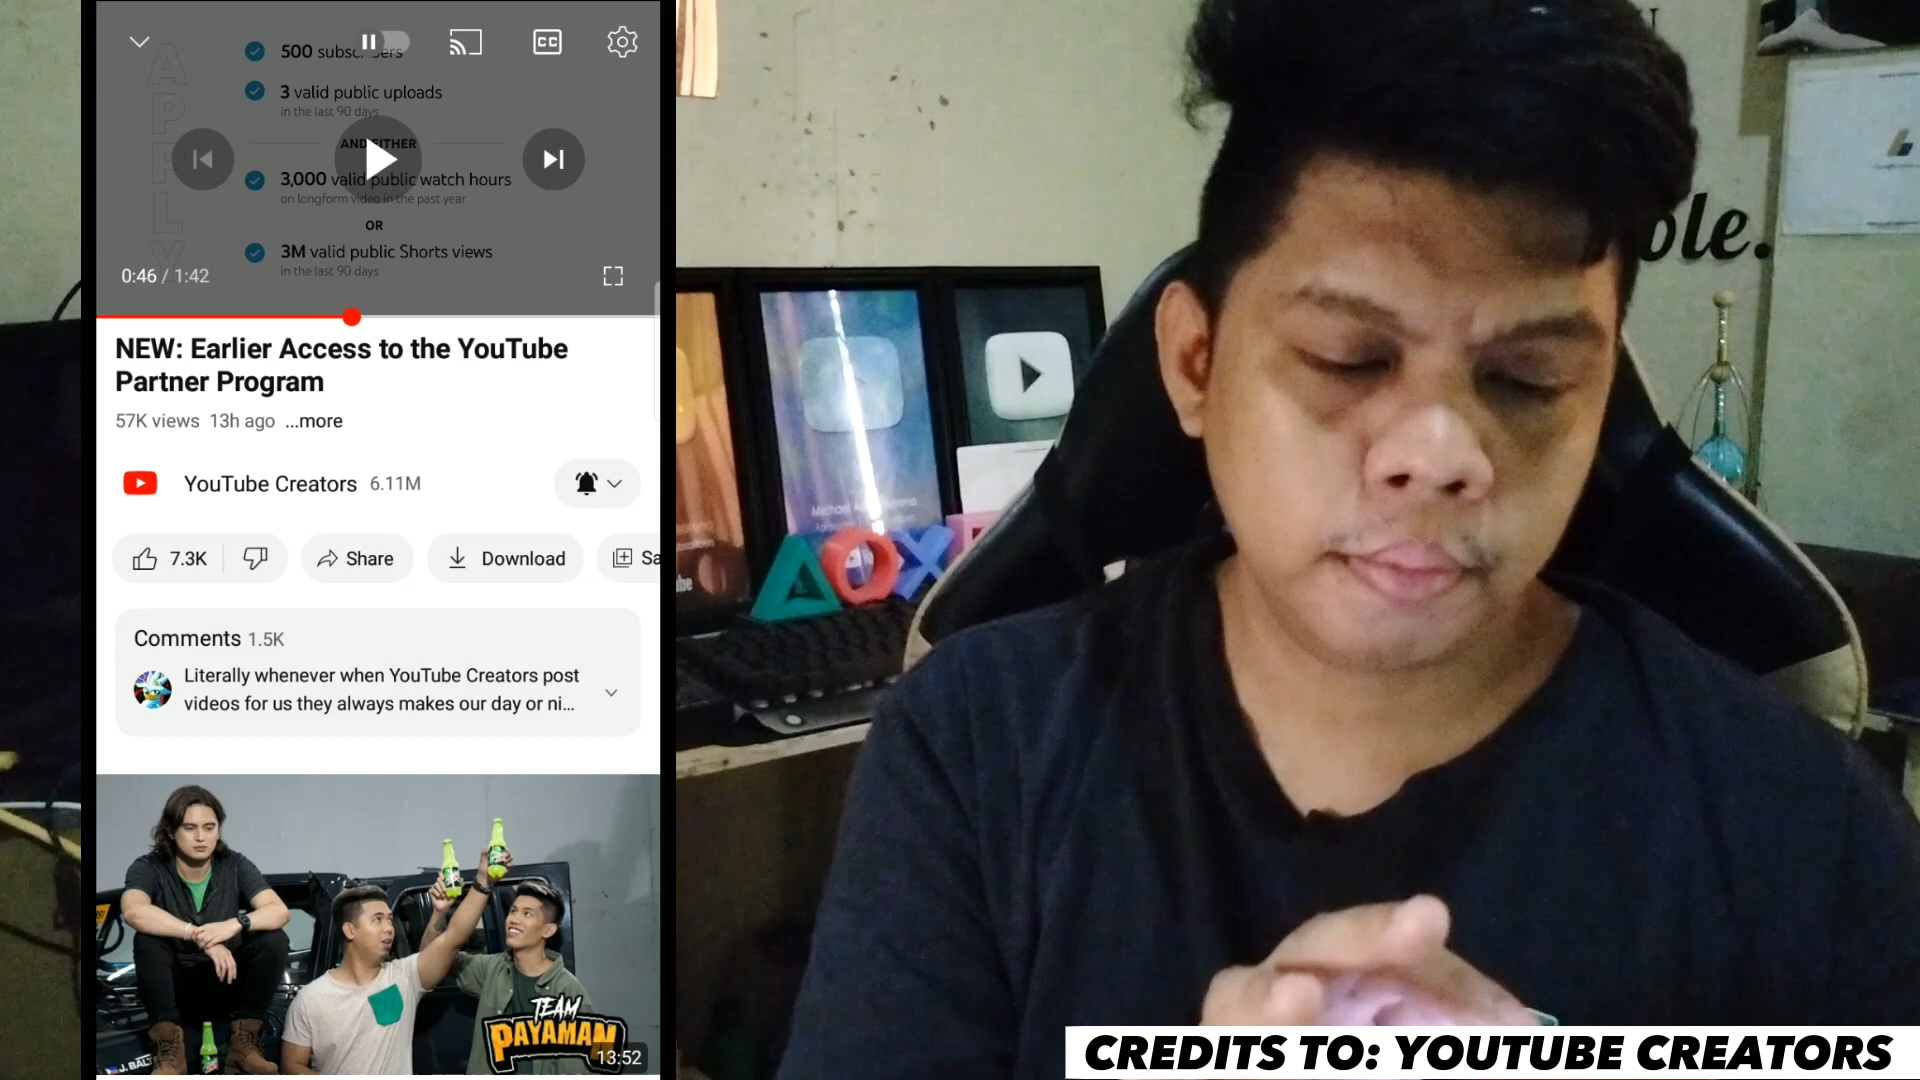 A
P
P
L
Y
500 subscribers
3 valid public uploads
in the last 90 days
AND EITHER
3,000 valid public watch hours
on longform video in the past year
OR
3M valid public Shorts views
in the last 90 days
0:46 / 1:42
CC
NEW: Earlier Access to the YouTube
Partner Program
57K views 13h ago ...more
YouTube Creators 6.11M
7.3K
Share
Download
Sa
Comments 1.5K
Literally whenever when YouTube Creators post
videos for us they always makes our day or ni...
TEAM
PAYAMAN
13:52
J. BALT
ole.
Michael
CREDITS TO: YOUTUBE CREATORS